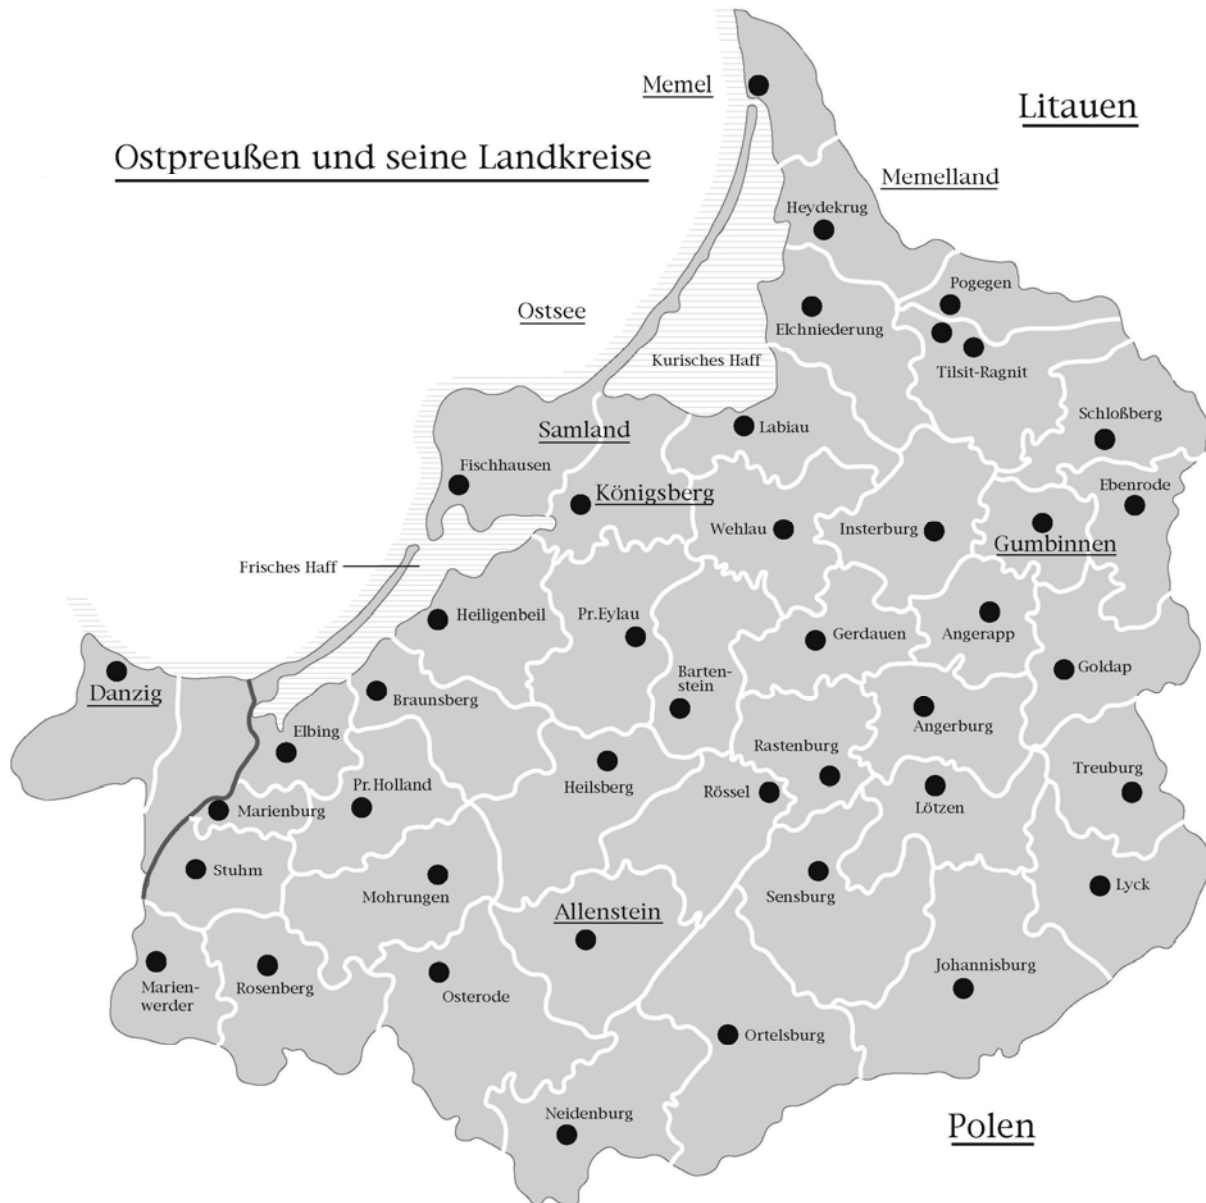 Memel
Litauen
Ostpreußen und seine Landkreise
Memelland
Heydekrug
Pogegen
Ostsee
Elchniederung
Kurisches Haff
Tilsit-Ragnit
Schloßberg
Samland
Labiau
Fischhausen
Ebenrode
Königsberg
Wehlau
Insterburg
Gumbinnen
Frisches Haff
Heiligenbeil
Pr.Eylau
Gerdauen
Angerapp
Goldap
Barten-
stein
Danzig
Braunsberg
Angerburg
Elbing
Rastenburg
Treuburg
Pr.Holland
Heilsberg
Rössel
Lötzen
Marienburg
Stuhm
Mohrungen
Sensburg
Lyck
Allenstein
Johannisburg
Marien-
werder
Rosenberg
Osterode
Ortelsburg
Neidenburg
Polen